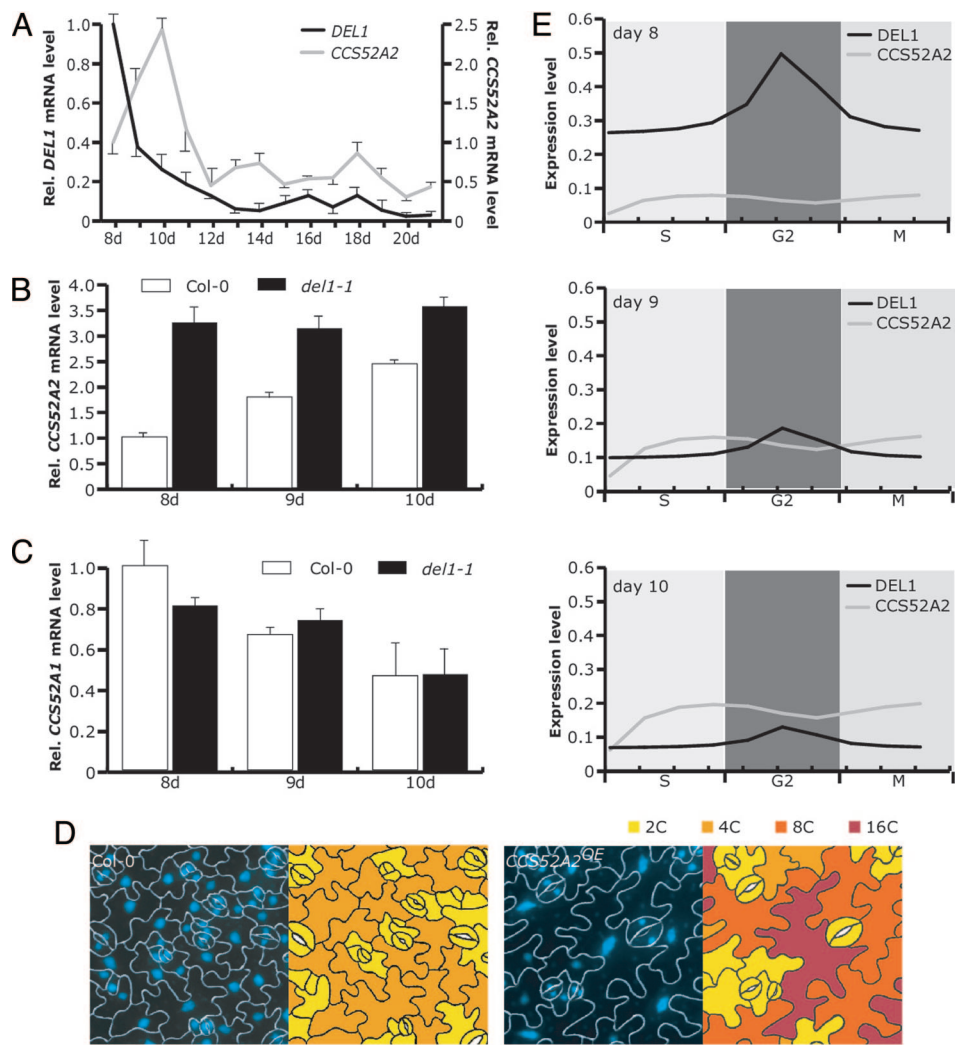 A
Rel. DEL1 mRNA level
1.0
0.8
0.6
0.4
0.2
0
DEL1
CCS52A2
2.5
2.0
1.5
1.0
0.5
0
Rel. CCS52A2 mRNA level
8d 10d 12d 14d 16d 18d 20d
B
Rel. CCS52A2 mRNA level
Col-0 del1-1
4.0
3.5
3.0
2.5
2.0
1.5
1.0
0.5
0
8d 9d 10d
C
Rel. CCS52A1 mRNA level
Col-0 del1-1
1.0
0.8
0.6
0.4
0.2
0
8d 9d 10d
E
Expression level
0.6
0.5
0.4
0.3
0.2
0.1
0
day 8
DEL1
CCS52A2
S G2 M
Expression level
0.6
0.5
0.4
0.3
0.2
0.1
0
day 9
DEL1
CCS52A2
S G2 M
Expression level
0.6
0.5
0.4
0.3
0.2
0.1
0
day 10
DEL1
CCS52A2
S G2 M
D
2C 4C 8C 16C
Col-0
CCS52A2OE